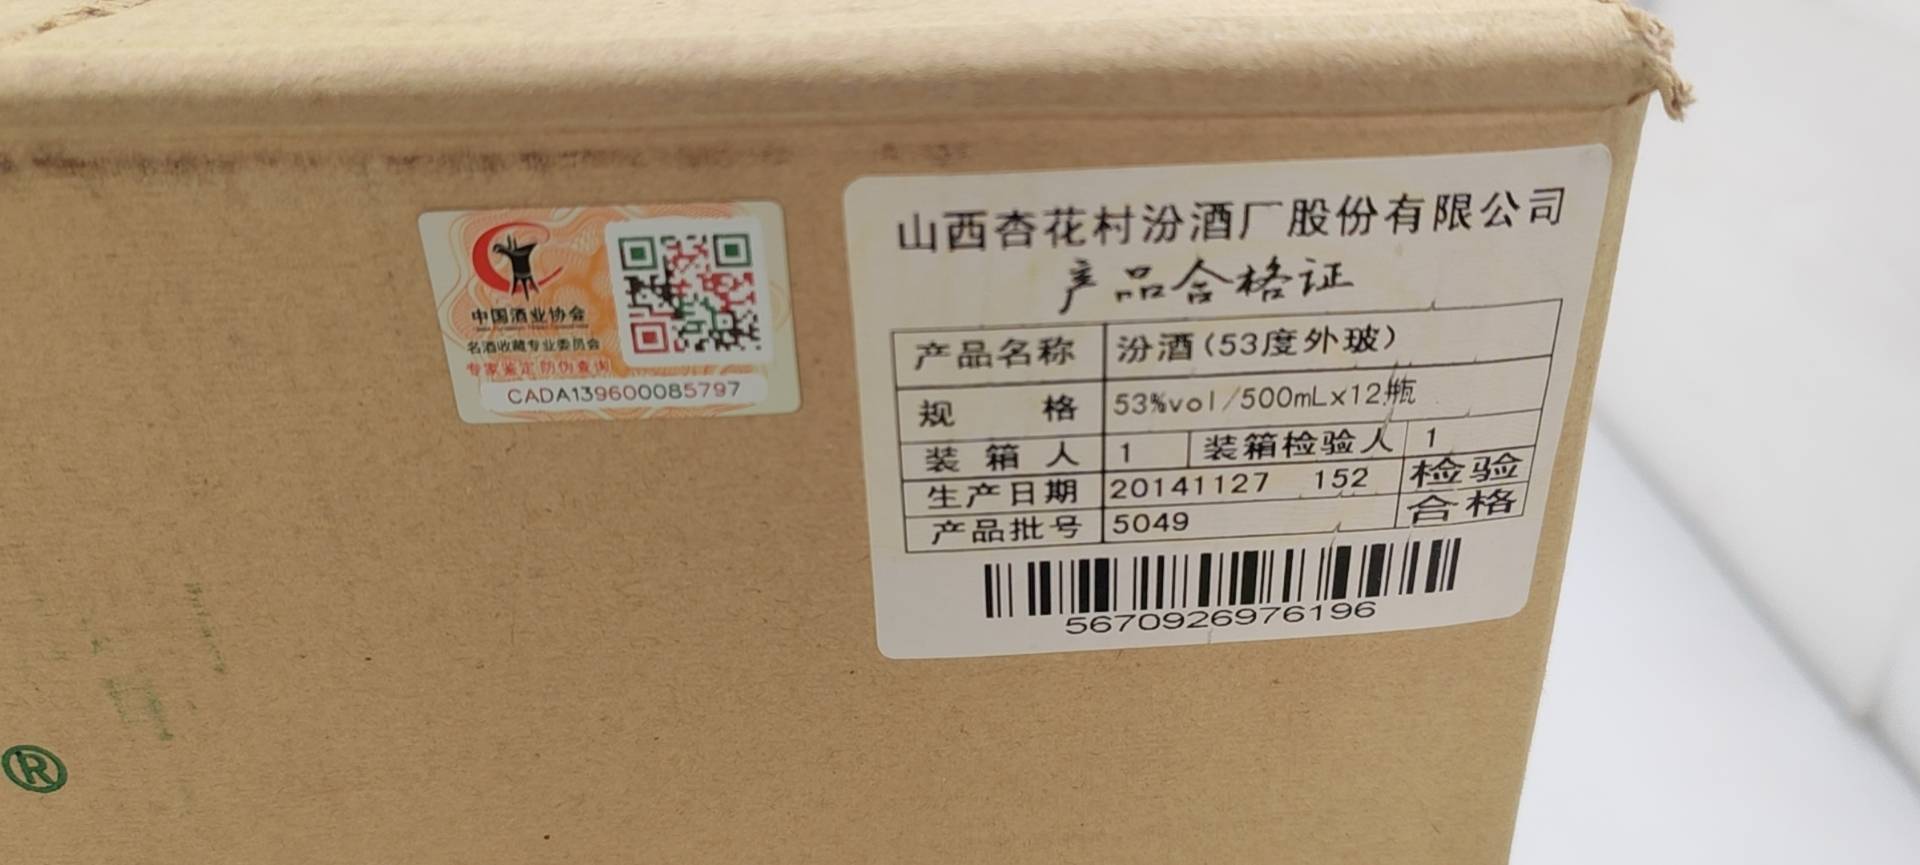 中国酒业协会
名酒收藏专业委员会
专家鉴定 防伪查询
CADA139600085797
山西杏花村汾酒厂股份有限公司
产品合格证
产品名称 汾酒(53度外玻)
规 格 53%vol/500mLx12瓶
装箱人 1 装箱检验人 1
生产日期 20141127 152 检验
产品批号 5049 合格
5670926976196
®